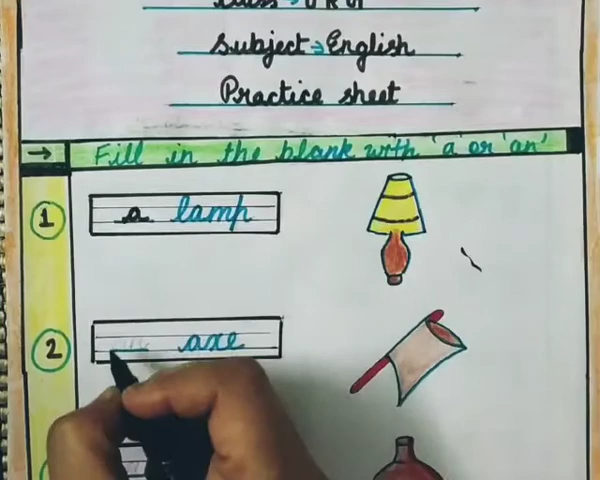 Subject → English
Practice sheet
→ Fill in the blank with 'a' or 'an'
1 a lamp
2 axe